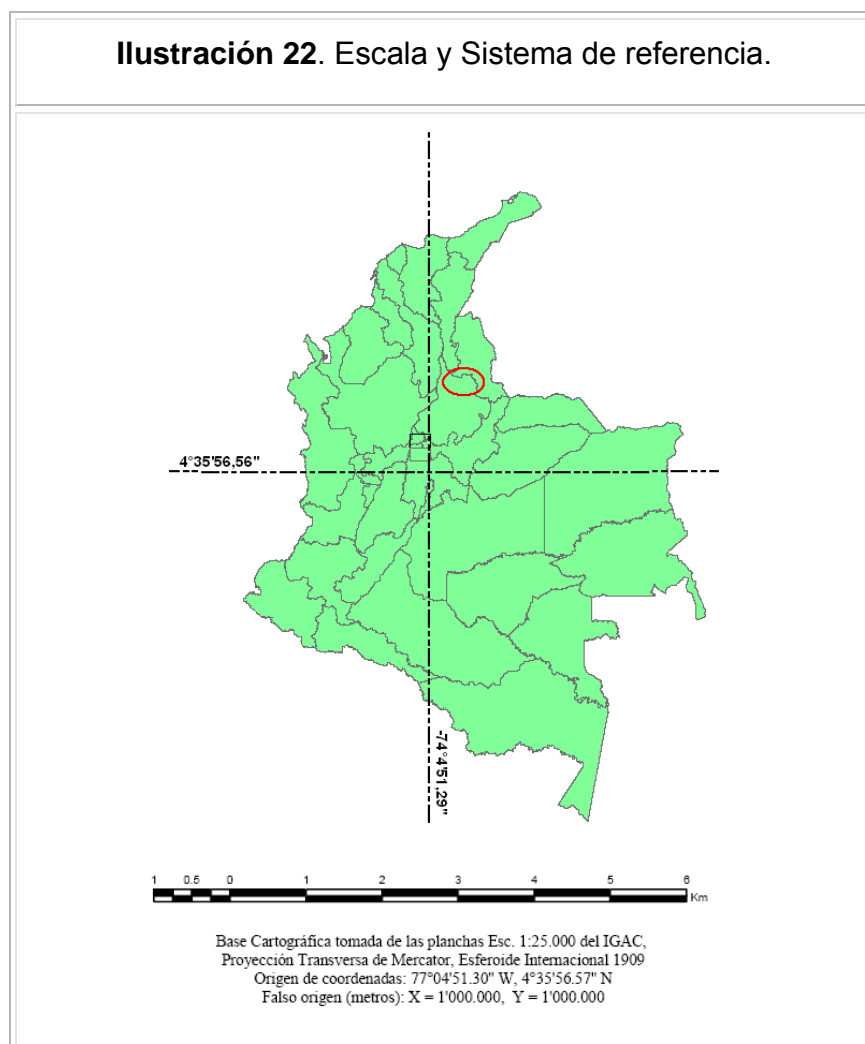 Ilustración 22. Escala y Sistema de referencia.
4°35'56,56"
-74°4'51,29"
1 0.5 0 1 2 3 4 5 6
Km
Base Cartográfica tomada de las planchas Esc. 1:25.000 del IGAC,
Proyección Transversa de Mercator, Esferoide Internacional 1909
Origen de coordenadas: 77°04'51.30" W, 4°35'56.57" N
Falso origen (metros): X = 1'000.000, Y = 1'000.000